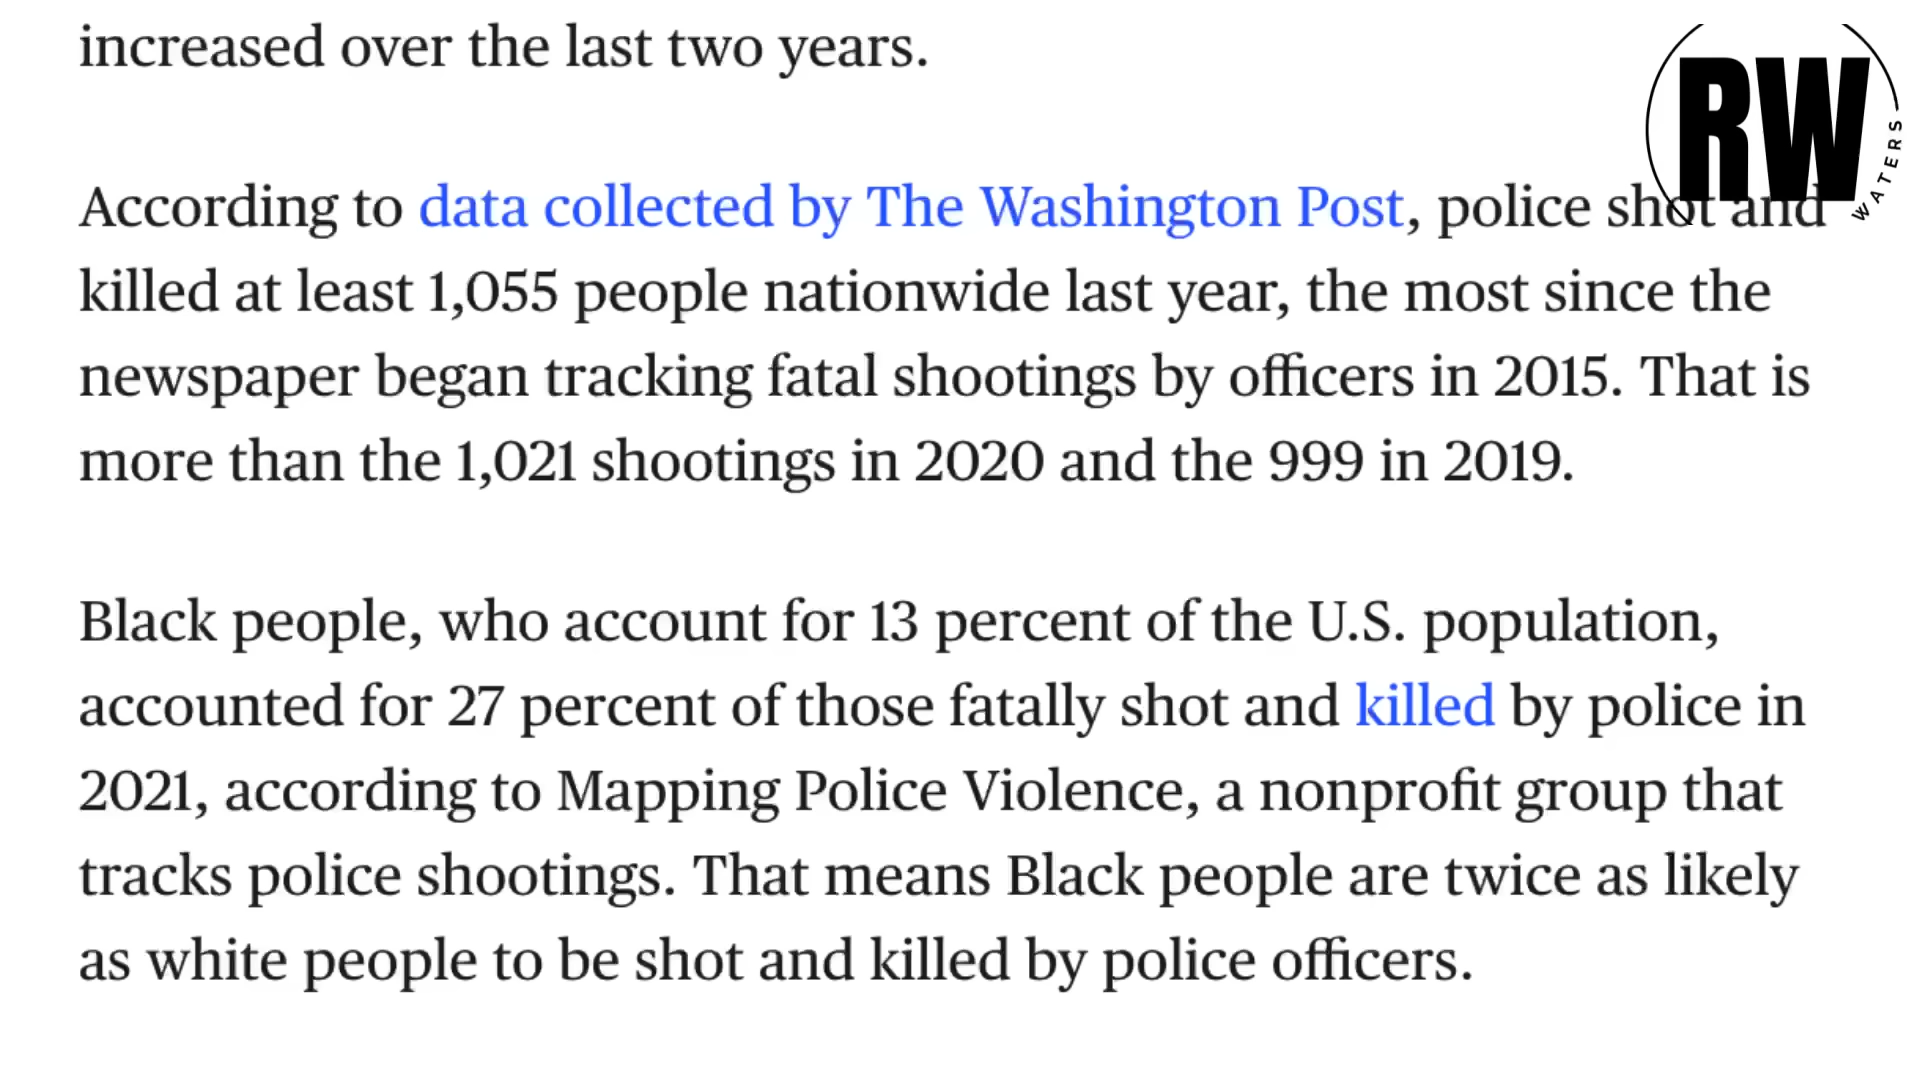 increased over the last two years.
According to data collected by The Washington Post, police shot and
killed at least 1,055 people nationwide last year, the most since the
newspaper began tracking fatal shootings by officers in 2015. That is
more than the 1,021 shootings in 2020 and the 999 in 2019.
Black people, who account for 13 percent of the U.S. population,
accounted for 27 percent of those fatally shot and killed by police in
2021, according to Mapping Police Violence, a nonprofit group that
tracks police shootings. That means Black people are twice as likely
as white people to be shot and killed by police officers.
RW
WATERS